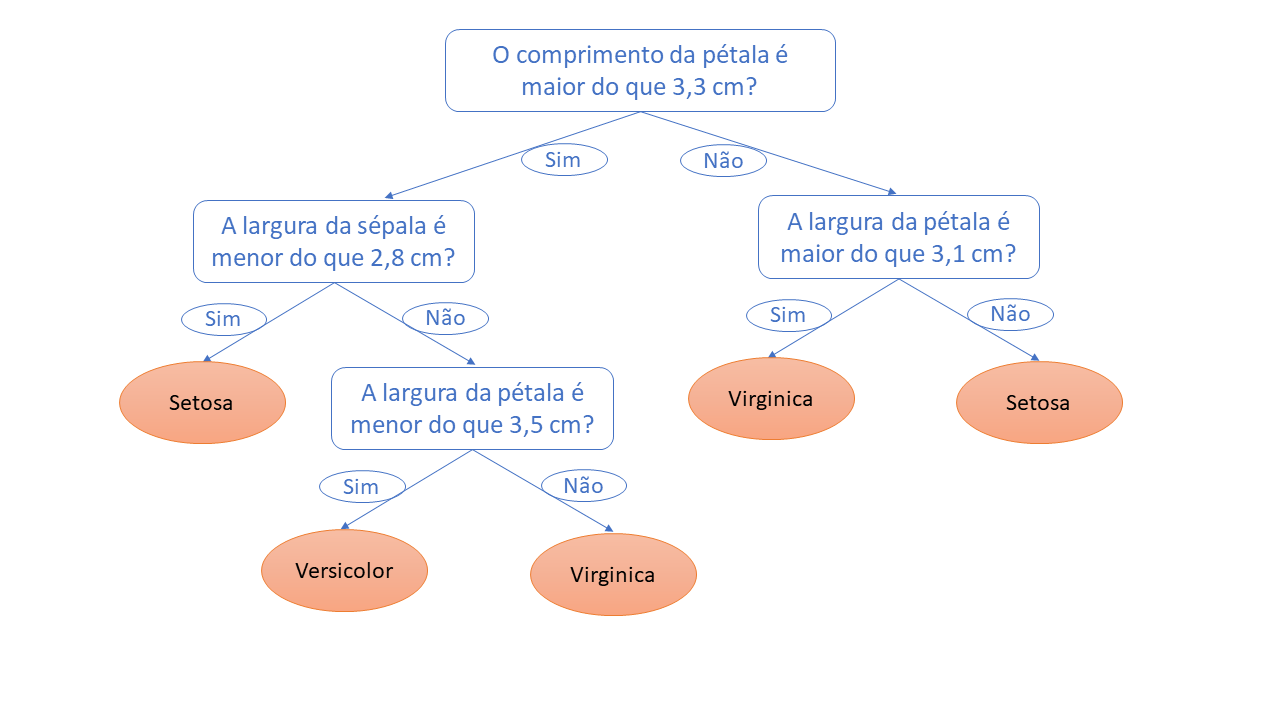 O comprimento da pétala é
maior do que 3,3 cm?
Sim
Não
A largura da sépala é
menor do que 2,8 cm?
A largura da pétala é
maior do que 3,1 cm?
Sim
Não
Sim
Não
Setosa
A largura da pétala é
menor do que 3,5 cm?
Virginica
Setosa
Sim
Não
Versicolor
Virginica